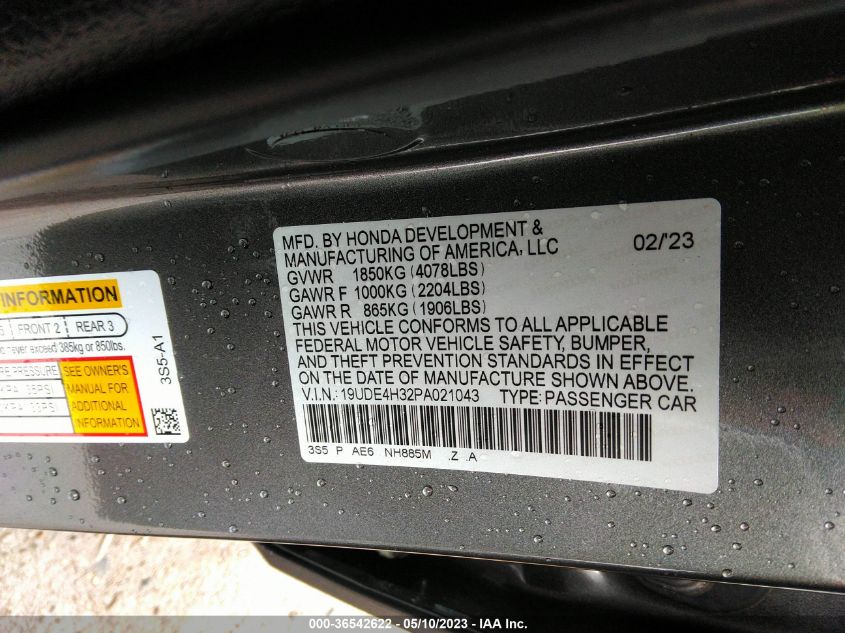 MFD. BY HONDA DEVELOPMENT &
MANUFACTURING OF AMERICA, LLC 02/'23
GVWR 1850KG (4078LBS)
GAWR F 1000KG (2204LBS)
GAWR R 865KG (1906LBS)
THIS VEHICLE CONFORMS TO ALL APPLICABLE
FEDERAL MOTOR VEHICLE SAFETY, BUMPER,
AND THEFT PREVENTION STANDARDS IN EFFECT
ON THE DATE OF MANUFACTURE SHOWN ABOVE.
V.I.N.: 19UDE4H32PA021043 TYPE: PASSENGER CAR
3S5 P AE6 NH885M .Z .A
INFORMATION
FRONT 2 REAR 3
never exceed 385kg or 850lbs.
PRESSURE SEE OWNER'S
MANUAL FOR
ADDITIONAL
INFORMATION
3S5-A1
000-36542622 - 05/10/2023 - IAA Inc.